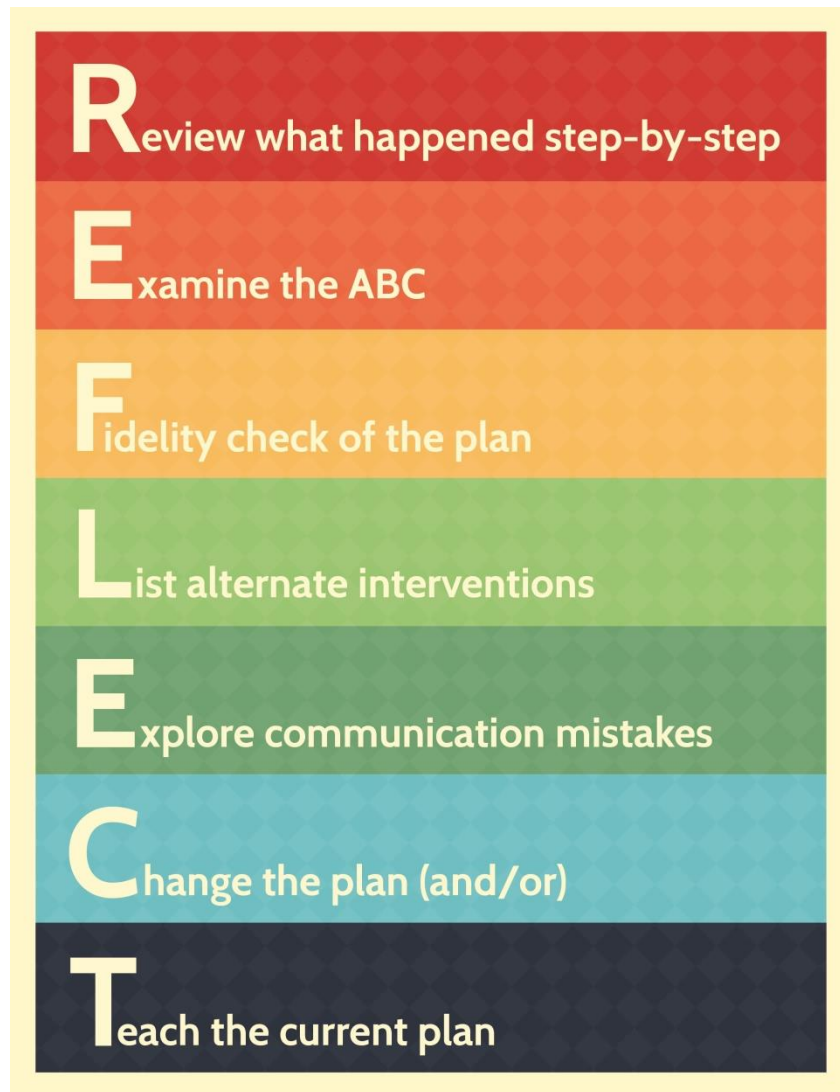 Review what happened step-by-step
Examine the ABC
Fidelity check of the plan
List alternate interventions
Explore communication mistakes
Change the plan (and/or)
Teach the current plan